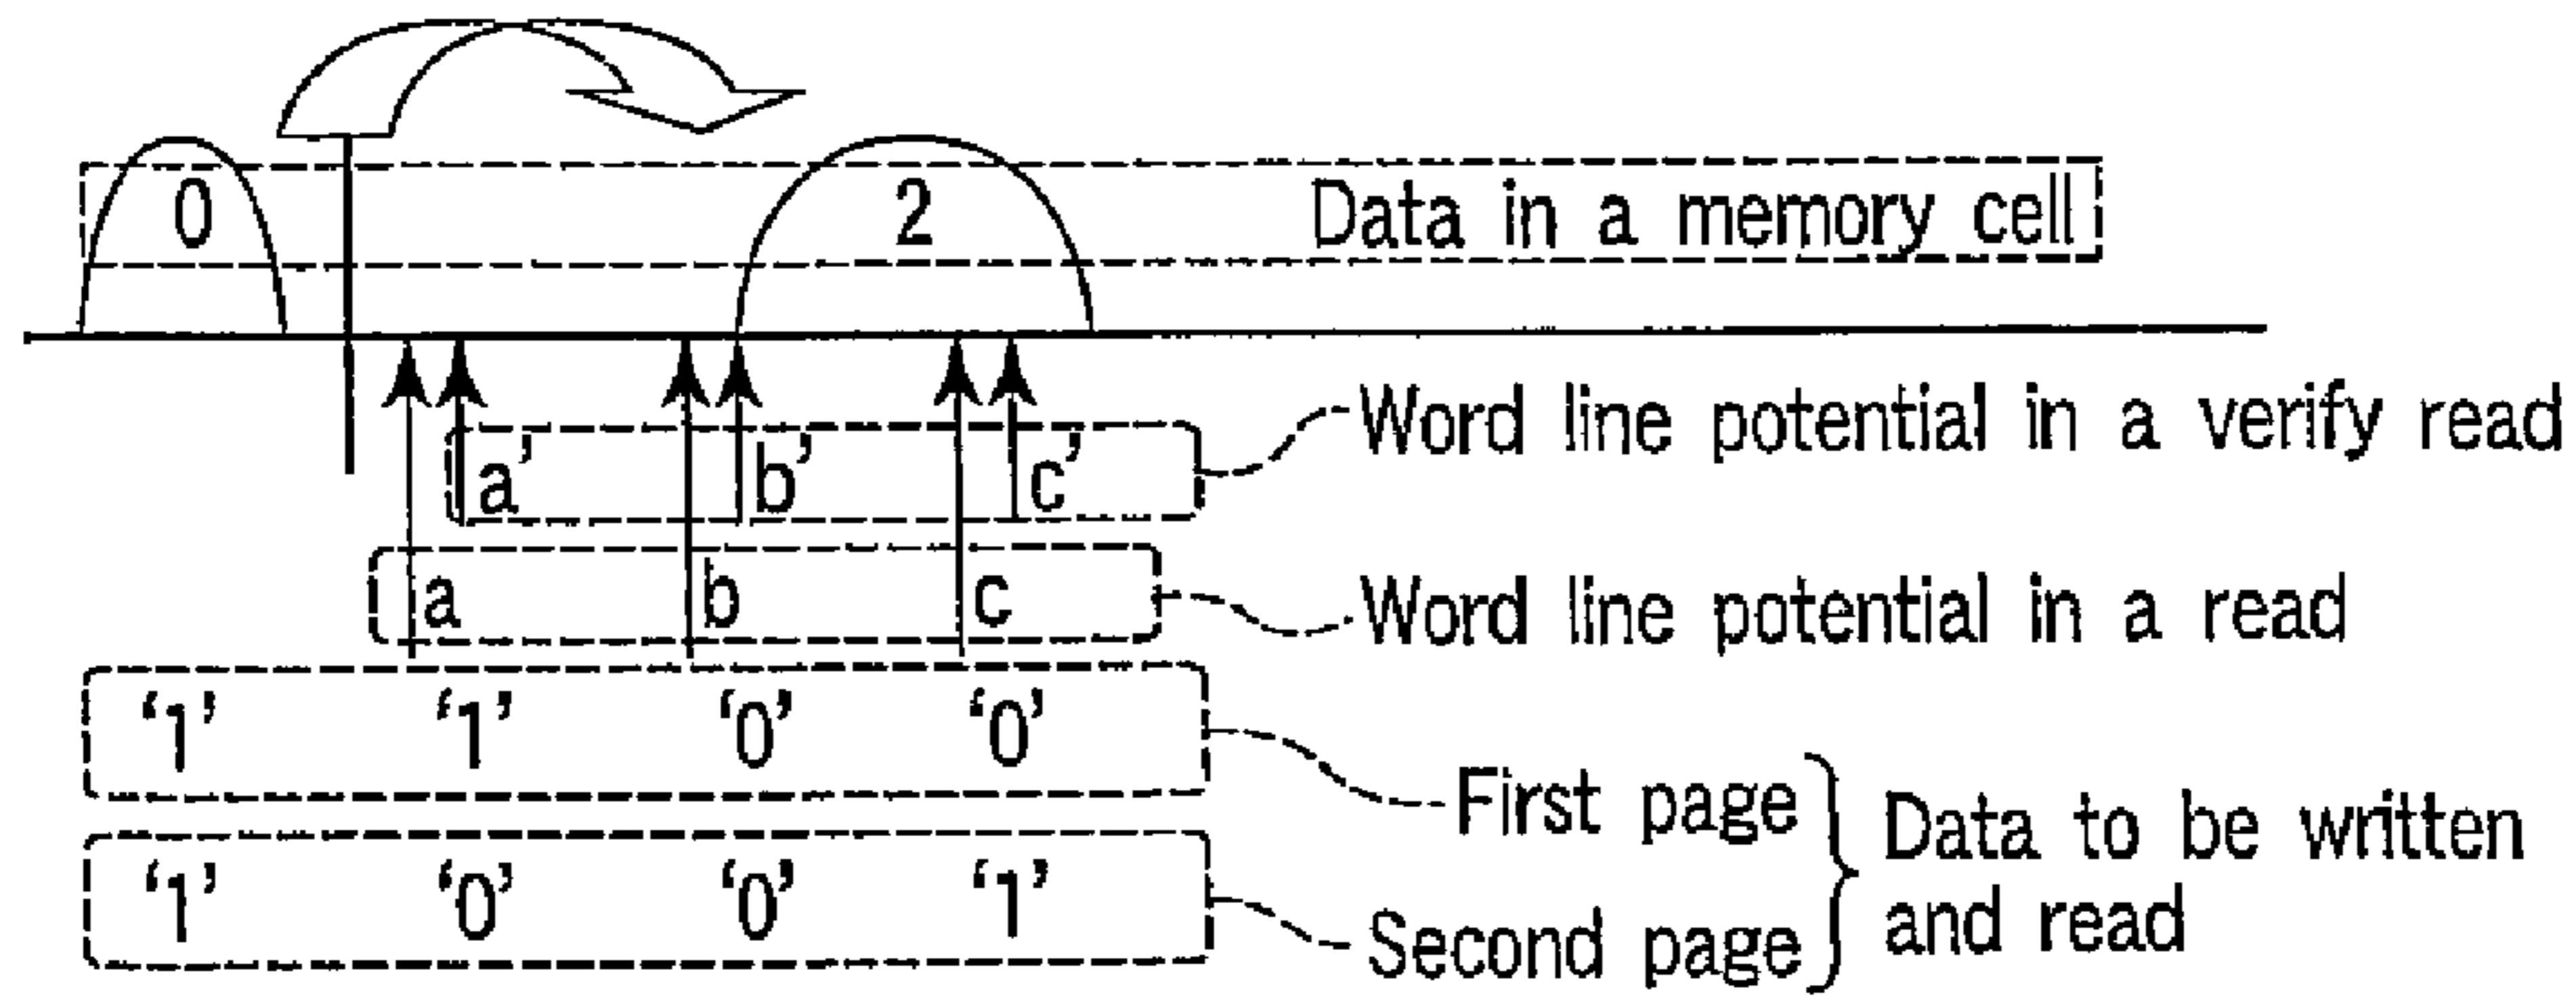 0 2 Data in a memory cell
a’ b’ c’ Word line potential in a verify read
a b c Word line potential in a read
‘1’ ‘1’ ‘0’ ‘0’
First page
‘1’ ‘0’ ‘0’ ‘1’
Second page
Data to be written
and read